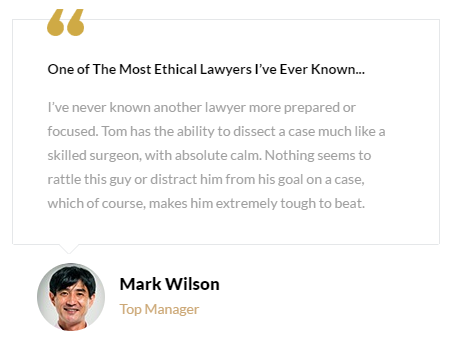 “
One of The Most Ethical Lawyers I’ve Ever Known...
I’ve never known another lawyer more prepared or
focused. Tom has the ability to dissect a case much like a
skilled surgeon, with absolute calm. Nothing seems to
rattle this guy or distract him from his goal on a case,
which of course, makes him extremely tough to beat.
Mark Wilson
Top Manager